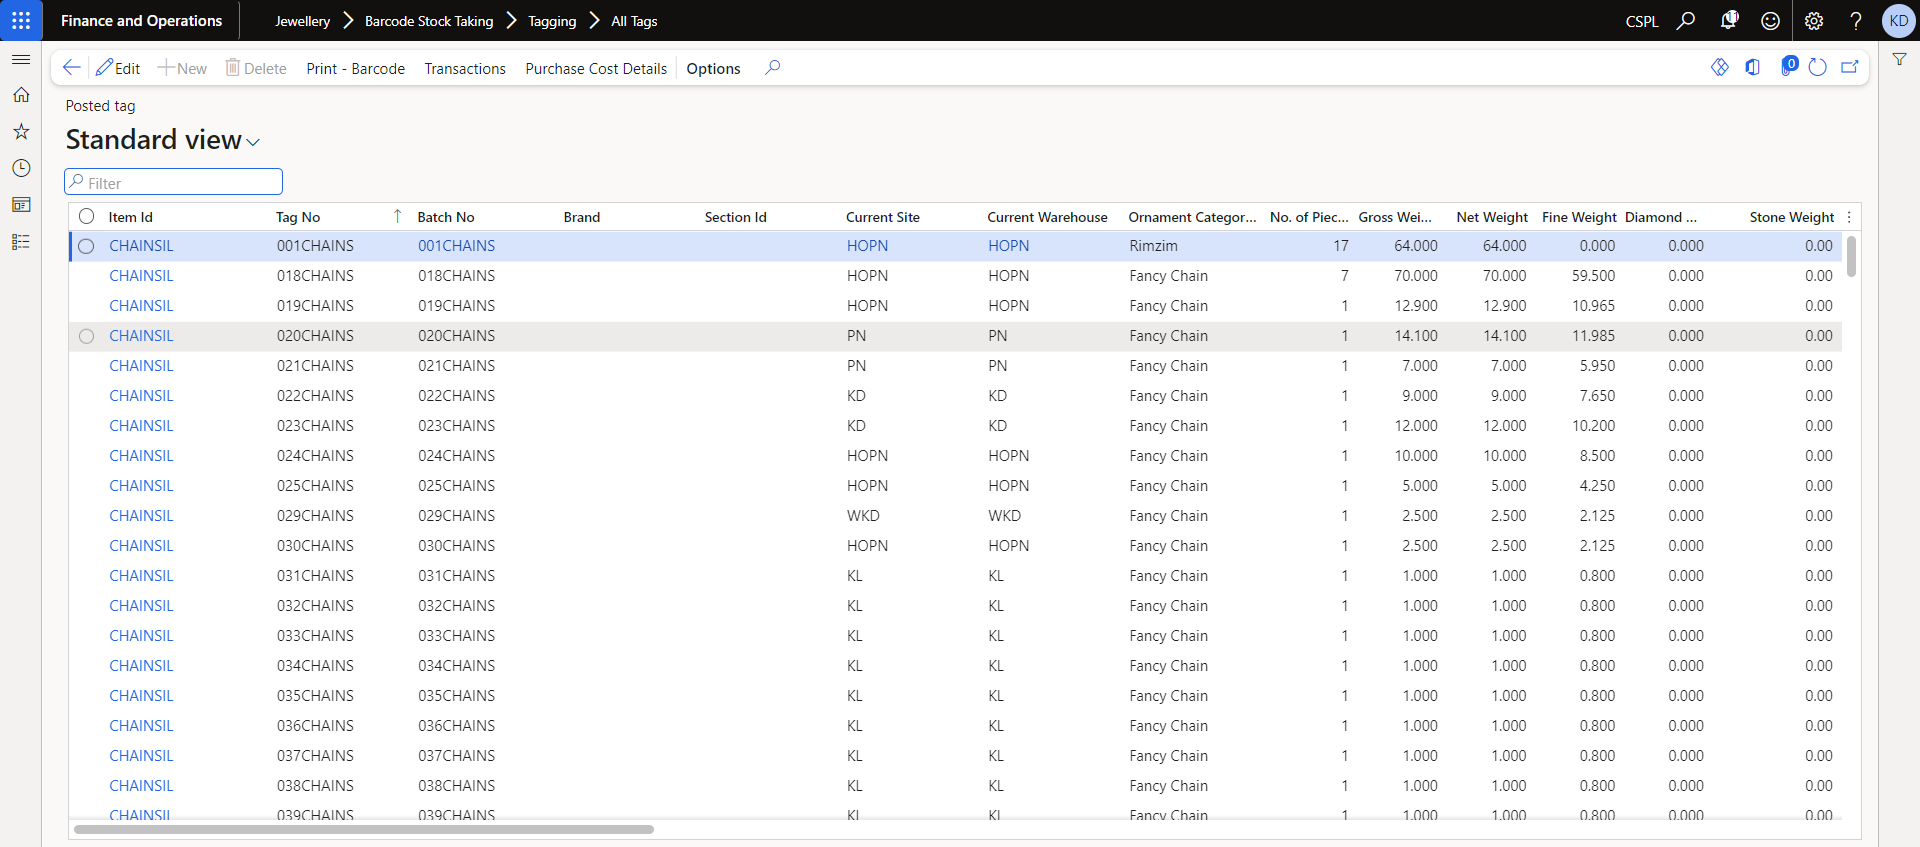 Finance and Operations Jewellery Barcode Stock Taking Tagging All Tags CSPL 11 ? KD
Edit New Delete Print - Barcode Transactions Purchase Cost Details Options 0
Posted tag
Standard view
Filter
Item Id Tag No Batch No Brand Section Id Current Site Current Warehouse Ornament Categor... No. of Piec... Gross Wei... Net Weight Fine Weight Diamond ... Stone Weight
CHAINSIL 001CHAINS 001CHAINS HOPN HOPN Rimzim 17 64.000 64.000 0.000 0.000 0.00
CHAINSIL 018CHAINS 018CHAINS HOPN HOPN Fancy Chain 7 70.000 70.000 59.500 0.000 0.00
CHAINSIL 019CHAINS 019CHAINS HOPN HOPN Fancy Chain 1 12.900 12.900 10.965 0.000 0.00
CHAINSIL 020CHAINS 020CHAINS PN PN Fancy Chain 1 14.100 14.100 11.985 0.000 0.00
CHAINSIL 021CHAINS 021CHAINS PN PN Fancy Chain 1 7.000 7.000 5.950 0.000 0.00
CHAINSIL 022CHAINS 022CHAINS KD KD Fancy Chain 1 9.000 9.000 7.650 0.000 0.00
CHAINSIL 023CHAINS 023CHAINS KD KD Fancy Chain 1 12.000 12.000 10.200 0.000 0.00
CHAINSIL 024CHAINS 024CHAINS HOPN HOPN Fancy Chain 1 10.000 10.000 8.500 0.000 0.00
CHAINSIL 025CHAINS 025CHAINS HOPN HOPN Fancy Chain 1 5.000 5.000 4.250 0.000 0.00
CHAINSIL 029CHAINS 029CHAINS WKD WKD Fancy Chain 1 2.500 2.500 2.125 0.000 0.00
CHAINSIL 030CHAINS 030CHAINS HOPN HOPN Fancy Chain 1 2.500 2.500 2.125 0.000 0.00
CHAINSIL 031CHAINS 031CHAINS KL KL Fancy Chain 1 1.000 1.000 0.800 0.000 0.00
CHAINSIL 032CHAINS 032CHAINS KL KL Fancy Chain 1 1.000 1.000 0.800 0.000 0.00
CHAINSIL 033CHAINS 033CHAINS KL KL Fancy Chain 1 1.000 1.000 0.800 0.000 0.00
CHAINSIL 034CHAINS 034CHAINS KL KL Fancy Chain 1 1.000 1.000 0.800 0.000 0.00
CHAINSIL 035CHAINS 035CHAINS KL KL Fancy Chain 1 1.000 1.000 0.800 0.000 0.00
CHAINSIL 036CHAINS 036CHAINS KL KL Fancy Chain 1 1.000 1.000 0.800 0.000 0.00
CHAINSIL 037CHAINS 037CHAINS KL KL Fancy Chain 1 1.000 1.000 0.800 0.000 0.00
CHAINSIL 038CHAINS 038CHAINS KL KL Fancy Chain 1 1.000 1.000 0.800 0.000 0.00
CHAINSIL 039CHAINS 039CHAINS KL KL Fancy Chain 1 1.000 1.000 0.800 0.000 0.00